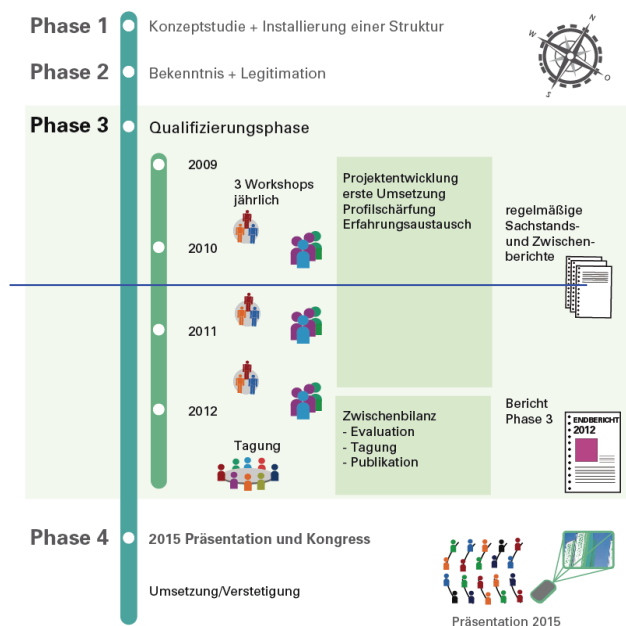 Phase 1
Konzeptstudie + Installierung einer Struktur
N
W
O
S
Phase 2
Bekenntnis + Legitimation
Phase 3
Qualifizierungsphase
2009
3 Workshops
jährlich
Projektentwicklung
erste Umsetzung
Profilschärfung
Erfahrungsaustausch
regelmäßige
Sachstands-
und Zwischen-
berichte
2010
2011
2012
Tagung
Zwischenbilanz
- Evaluation
- Tagung
- Publikation
Bericht
Phase 3
ENDBERICHT
2012
Phase 4
2015 Präsentation und Kongress
Umsetzung/Verstetigung
Präsentation 2015